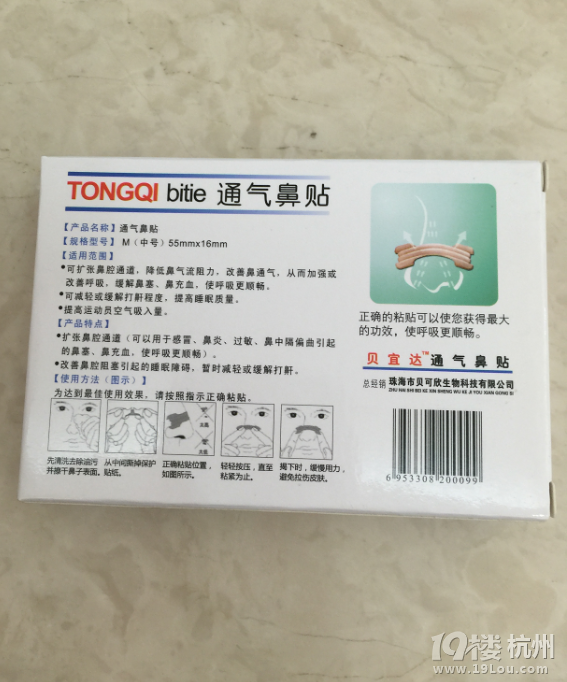 TONGQI bitie 通气鼻贴
【产品名称】通气鼻贴
【规格型号】M（中号）55mmx16mm
【适用范围】
•可扩张鼻腔通道，降低鼻气流阻力，改善鼻通气，从而加强或
改善呼吸，缓解鼻塞、鼻充血，使呼吸更顺畅。
•可减轻或缓解打鼾程度，提高睡眠质量。
•提高运动员空气吸入量。
【产品特点】
•扩张鼻腔通道（可以用于感冒、鼻炎、过敏、鼻中隔偏曲引起
的鼻塞、鼻充血，使呼吸更顺畅）。
•改善鼻腔阻塞引起的睡眠障碍，暂时减轻或缓解打鼾。
【使用方法（图示）】
为达到最佳使用效果，请按照指示正确粘贴。
先清洗去除油污
并擦干鼻子表面。
从中间撕掉保护
贴纸。
正确粘贴位置，
如图所示。
轻轻按压，直至
粘紧为止。
揭下时，缓慢用力，
避免拉伤皮肤。
正确的粘贴可以使您获得最大
的功效，使呼吸更顺畅。
贝宜达™通气鼻贴
总经销 珠海市贝可欣生物科技有限公司
ZHU HAI SHI BEI KE XIN SHENG WU KE JI YOU XIAN GONG SI
6 953308 200099
19楼 杭州
www.19Lou.com